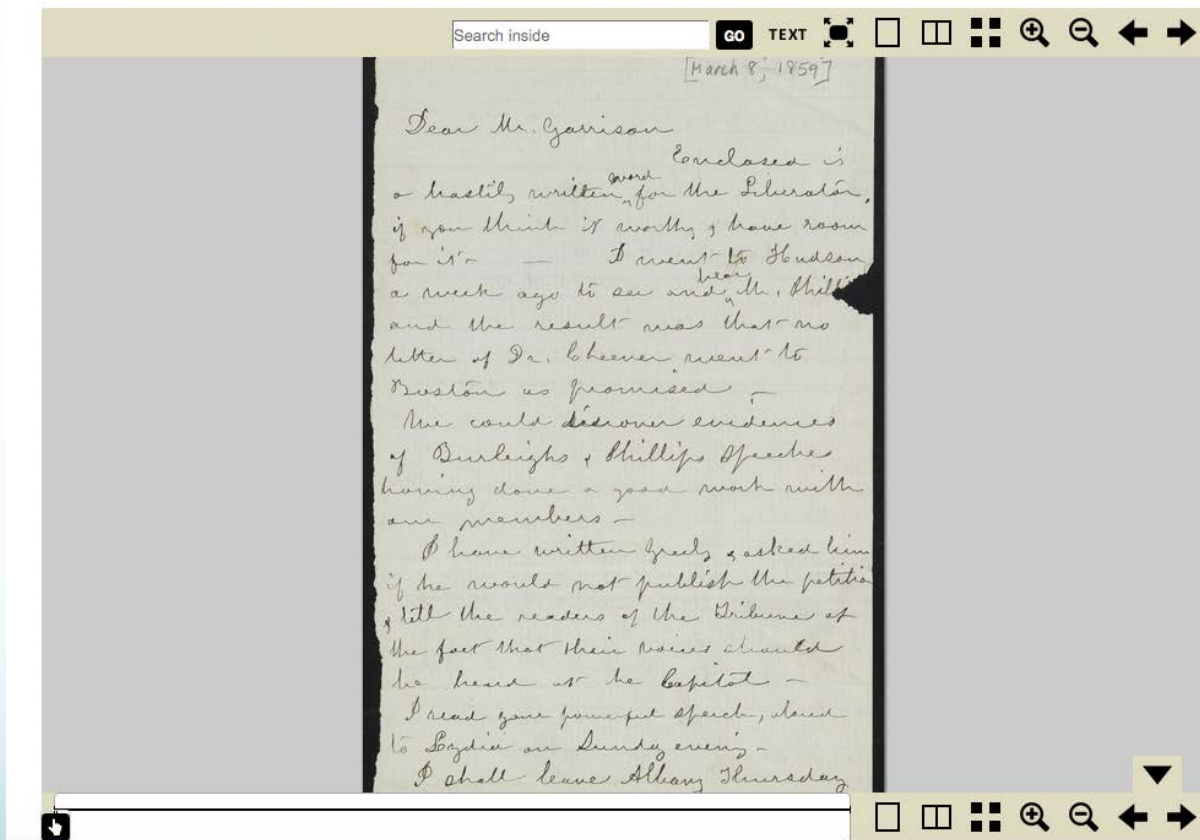 Search inside GO TEXT
[March 8, 1859]
Dear Mr. Garrison
Enclosed is
a hastily written word for the Liberator,
if you think it worthy & have room
for it — I went to Hudson
a week ago to see and hear Mr. Philli
and the result was that no
letter of Dr. Cheever went to
Boston as promised —
We could discover evidences
of Burleighs & Phillips speeches
having done a good work with
our members —
I have written Greely & asked him
if he would not publish the petition
& tell the readers of the Tribune of
the fact that their voices should
be heard at he Capitol —
I read your powerful speech, aloud
to Lydia on Sunday evening —
I shall leave Albany Thursday